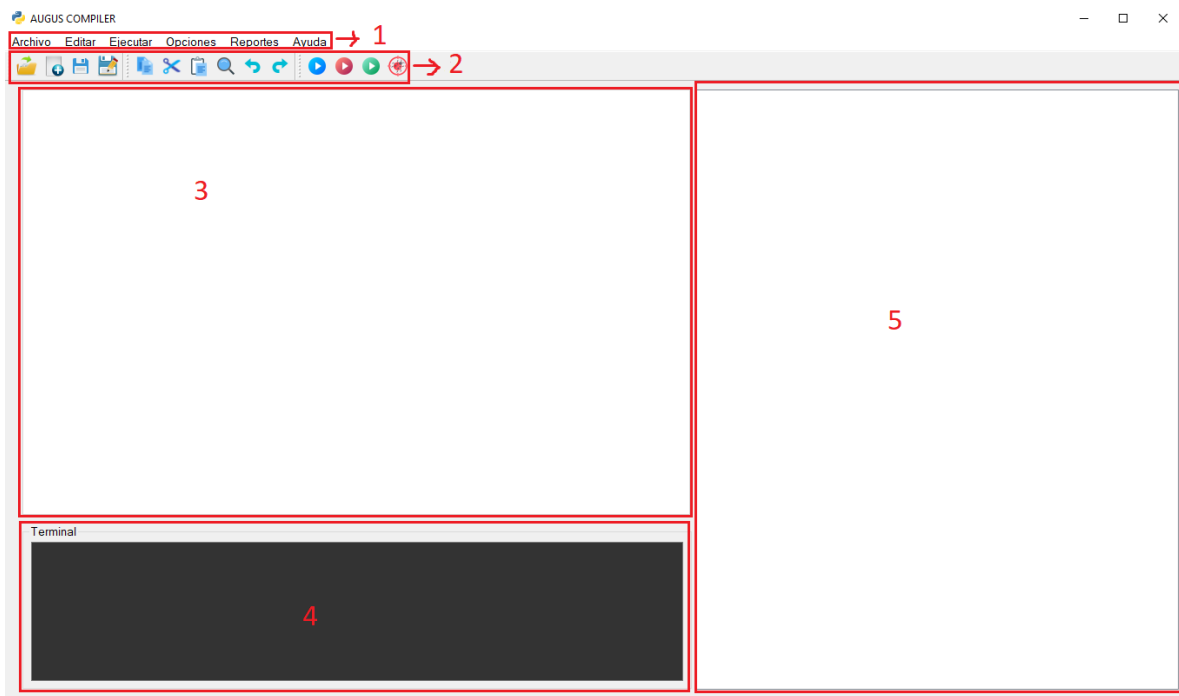 AUGUS COMPILER
Archivo Editar Ejecutar Opciones Reportes Ayuda → 1
→ 2
3
5
Terminal
4